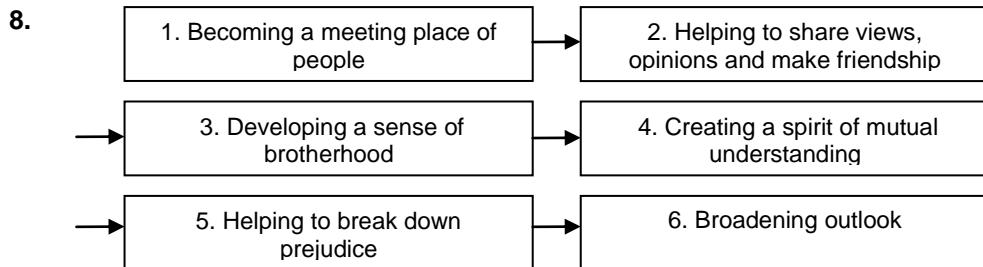 8.
1. Becoming a meeting place of
people
2. Helping to share views,
opinions and make friendship
3. Developing a sense of
brotherhood
4. Creating a spirit of mutual
understanding
5. Helping to break down
prejudice
6. Broadening outlook